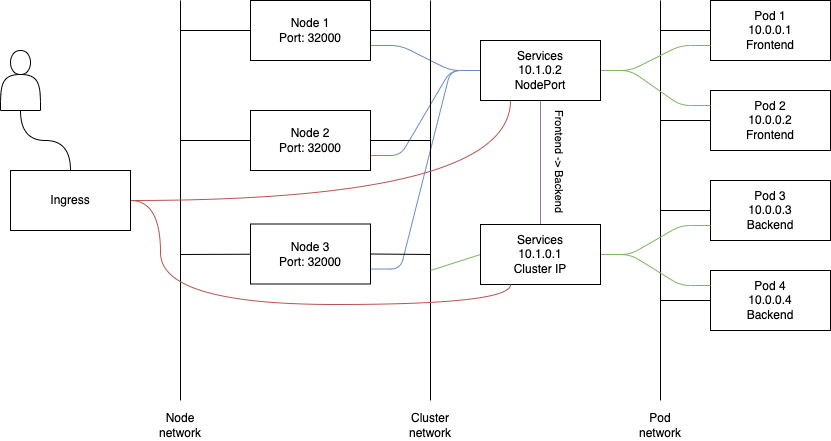 Node 1
Port: 32000
Pod 1
10.0.0.1
Frontend
Services
10.1.0.2
NodePort
Pod 2
10.0.0.2
Frontend
Node 2
Port: 32000
Frontend -> Backend
Ingress
Pod 3
10.0.0.3
Backend
Node 3
Port: 32000
Services
10.1.0.1
Cluster IP
Pod 4
10.0.0.4
Backend
Node
network
Cluster
network
Pod
network